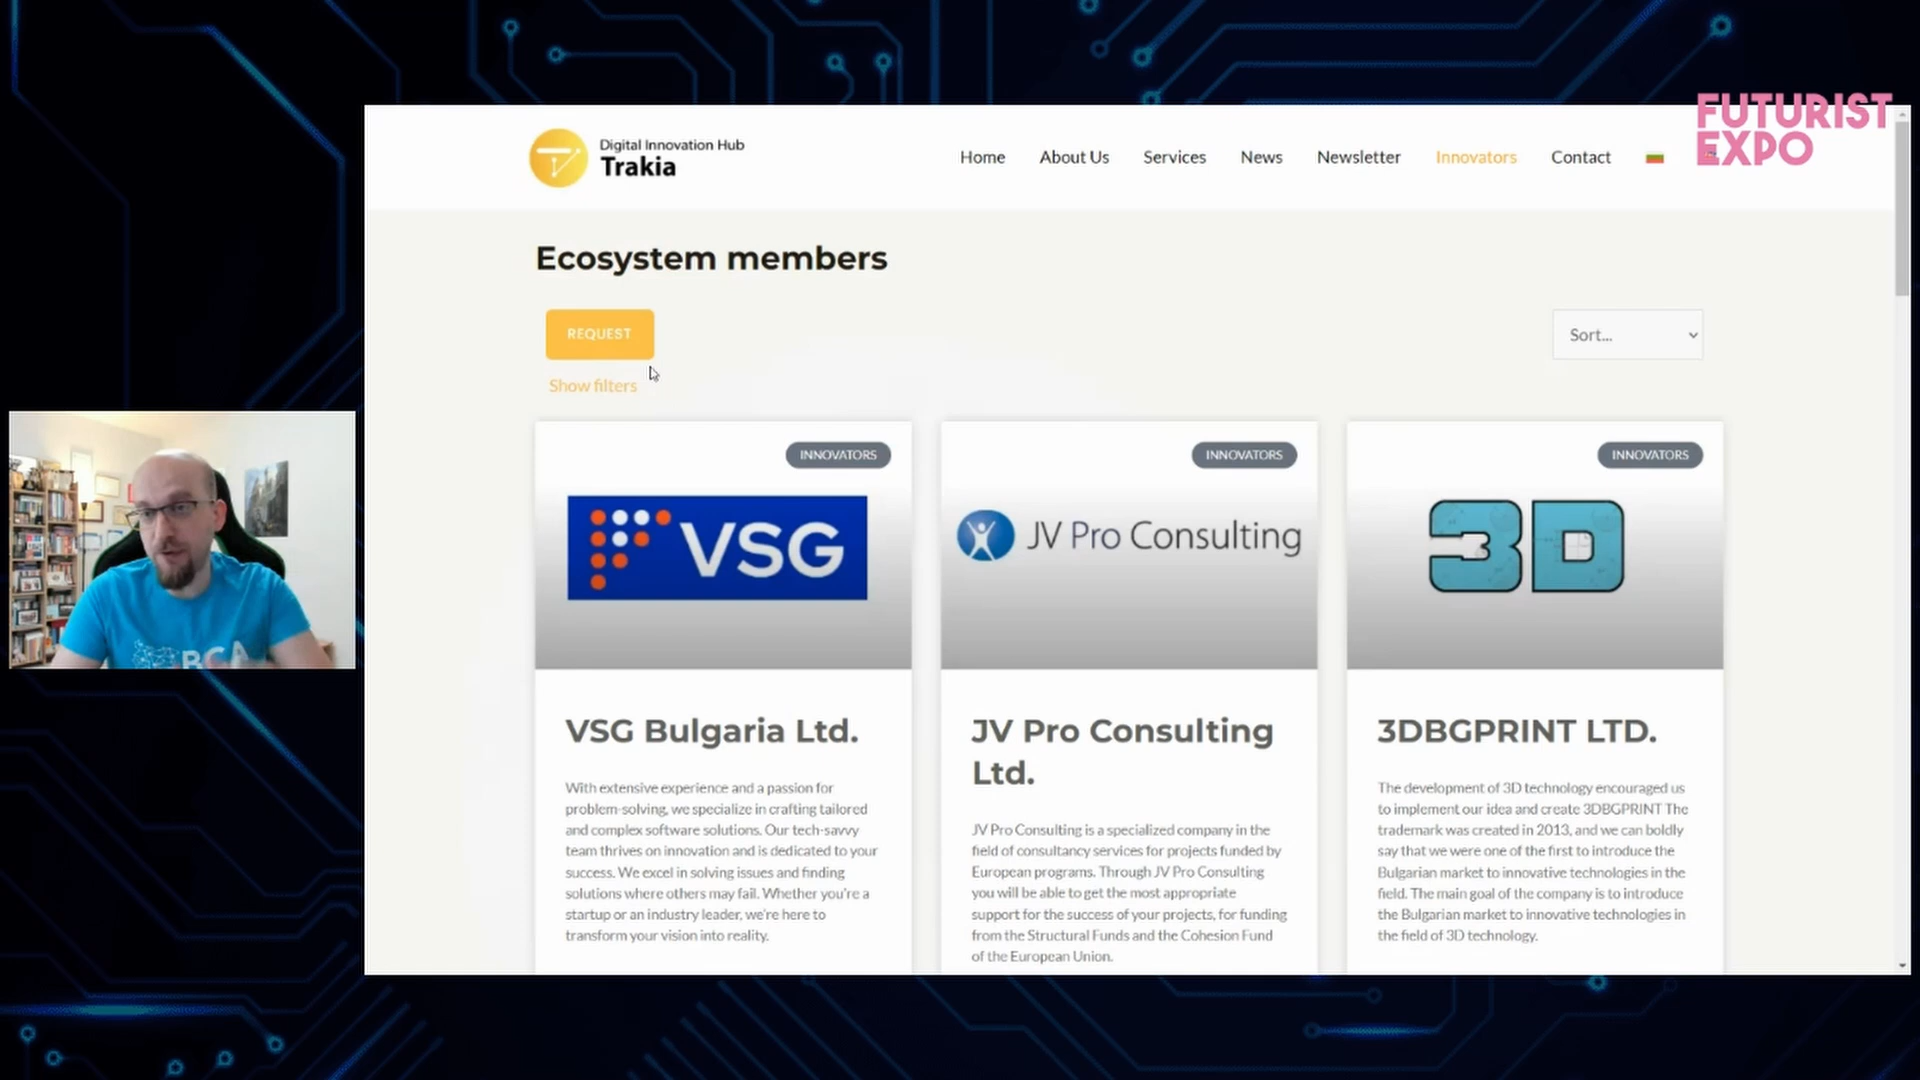 FUTURIST
EXPO
Digital Innovation Hub
Trakia
Home
About Us
Services
News
Newsletter
Innovators
Contact
Ecosystem members
REQUEST
Sort...
Show filters
INNOVATORS
VSG
VSG Bulgaria Ltd.
With extensive experience and a passion for
problem-solving, we specialize in crafting tailored
and complex software solutions. Our tech-savvy
team thrives on innovation and is dedicated to your
success. We excel in solving issues and finding
solutions where others may fail. Whether you're a
startup or an industry leader, we're here to
transform your vision into reality.
INNOVATORS
JV Pro Consulting
JV Pro Consulting
Ltd.
JV Pro Consulting is a specialized company in the
field of consultancy services for projects funded by
European programs. Through JV Pro Consulting
you will be able to get the most appropriate
support for the success of your projects, for funding
from the Structural Funds and the Cohesion Fund
of the European Union.
INNOVATORS
3D
3DBGPRINT LTD.
The development of 3D technology encouraged us
to implement our idea and create 3DBGPRINT The
trademark was created in 2013, and we can boldly
say that we were one of the first to introduce the
Bulgarian market to innovative technologies in the
field. The main goal of the company is to introduce
the Bulgarian market to innovative technologies in
the field of 3D technology.
BCA